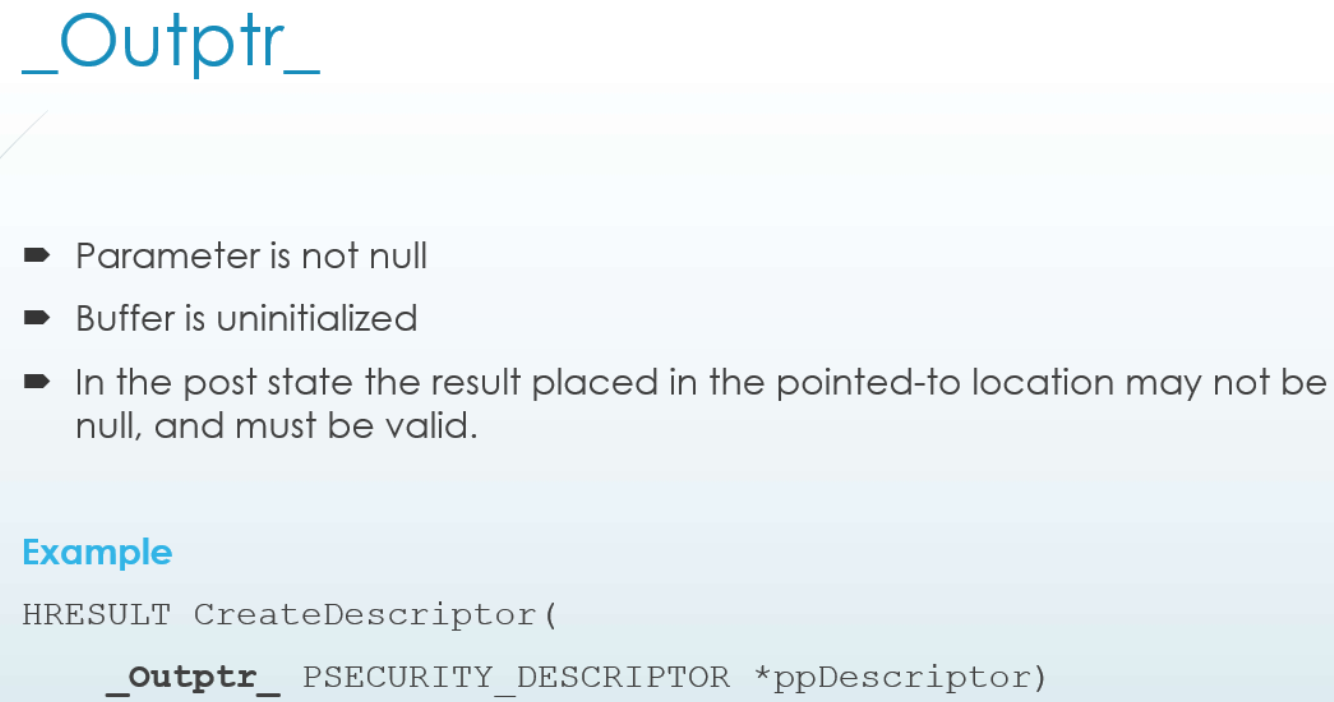 _Outptr_
Parameter is not null
Buffer is uninitialized
In the post state the result placed in the pointed-to location may not be
null, and must be valid.
Example
HRESULT CreateDescriptor(
_Outptr_ PSECURITY_DESCRIPTOR *ppDescriptor)